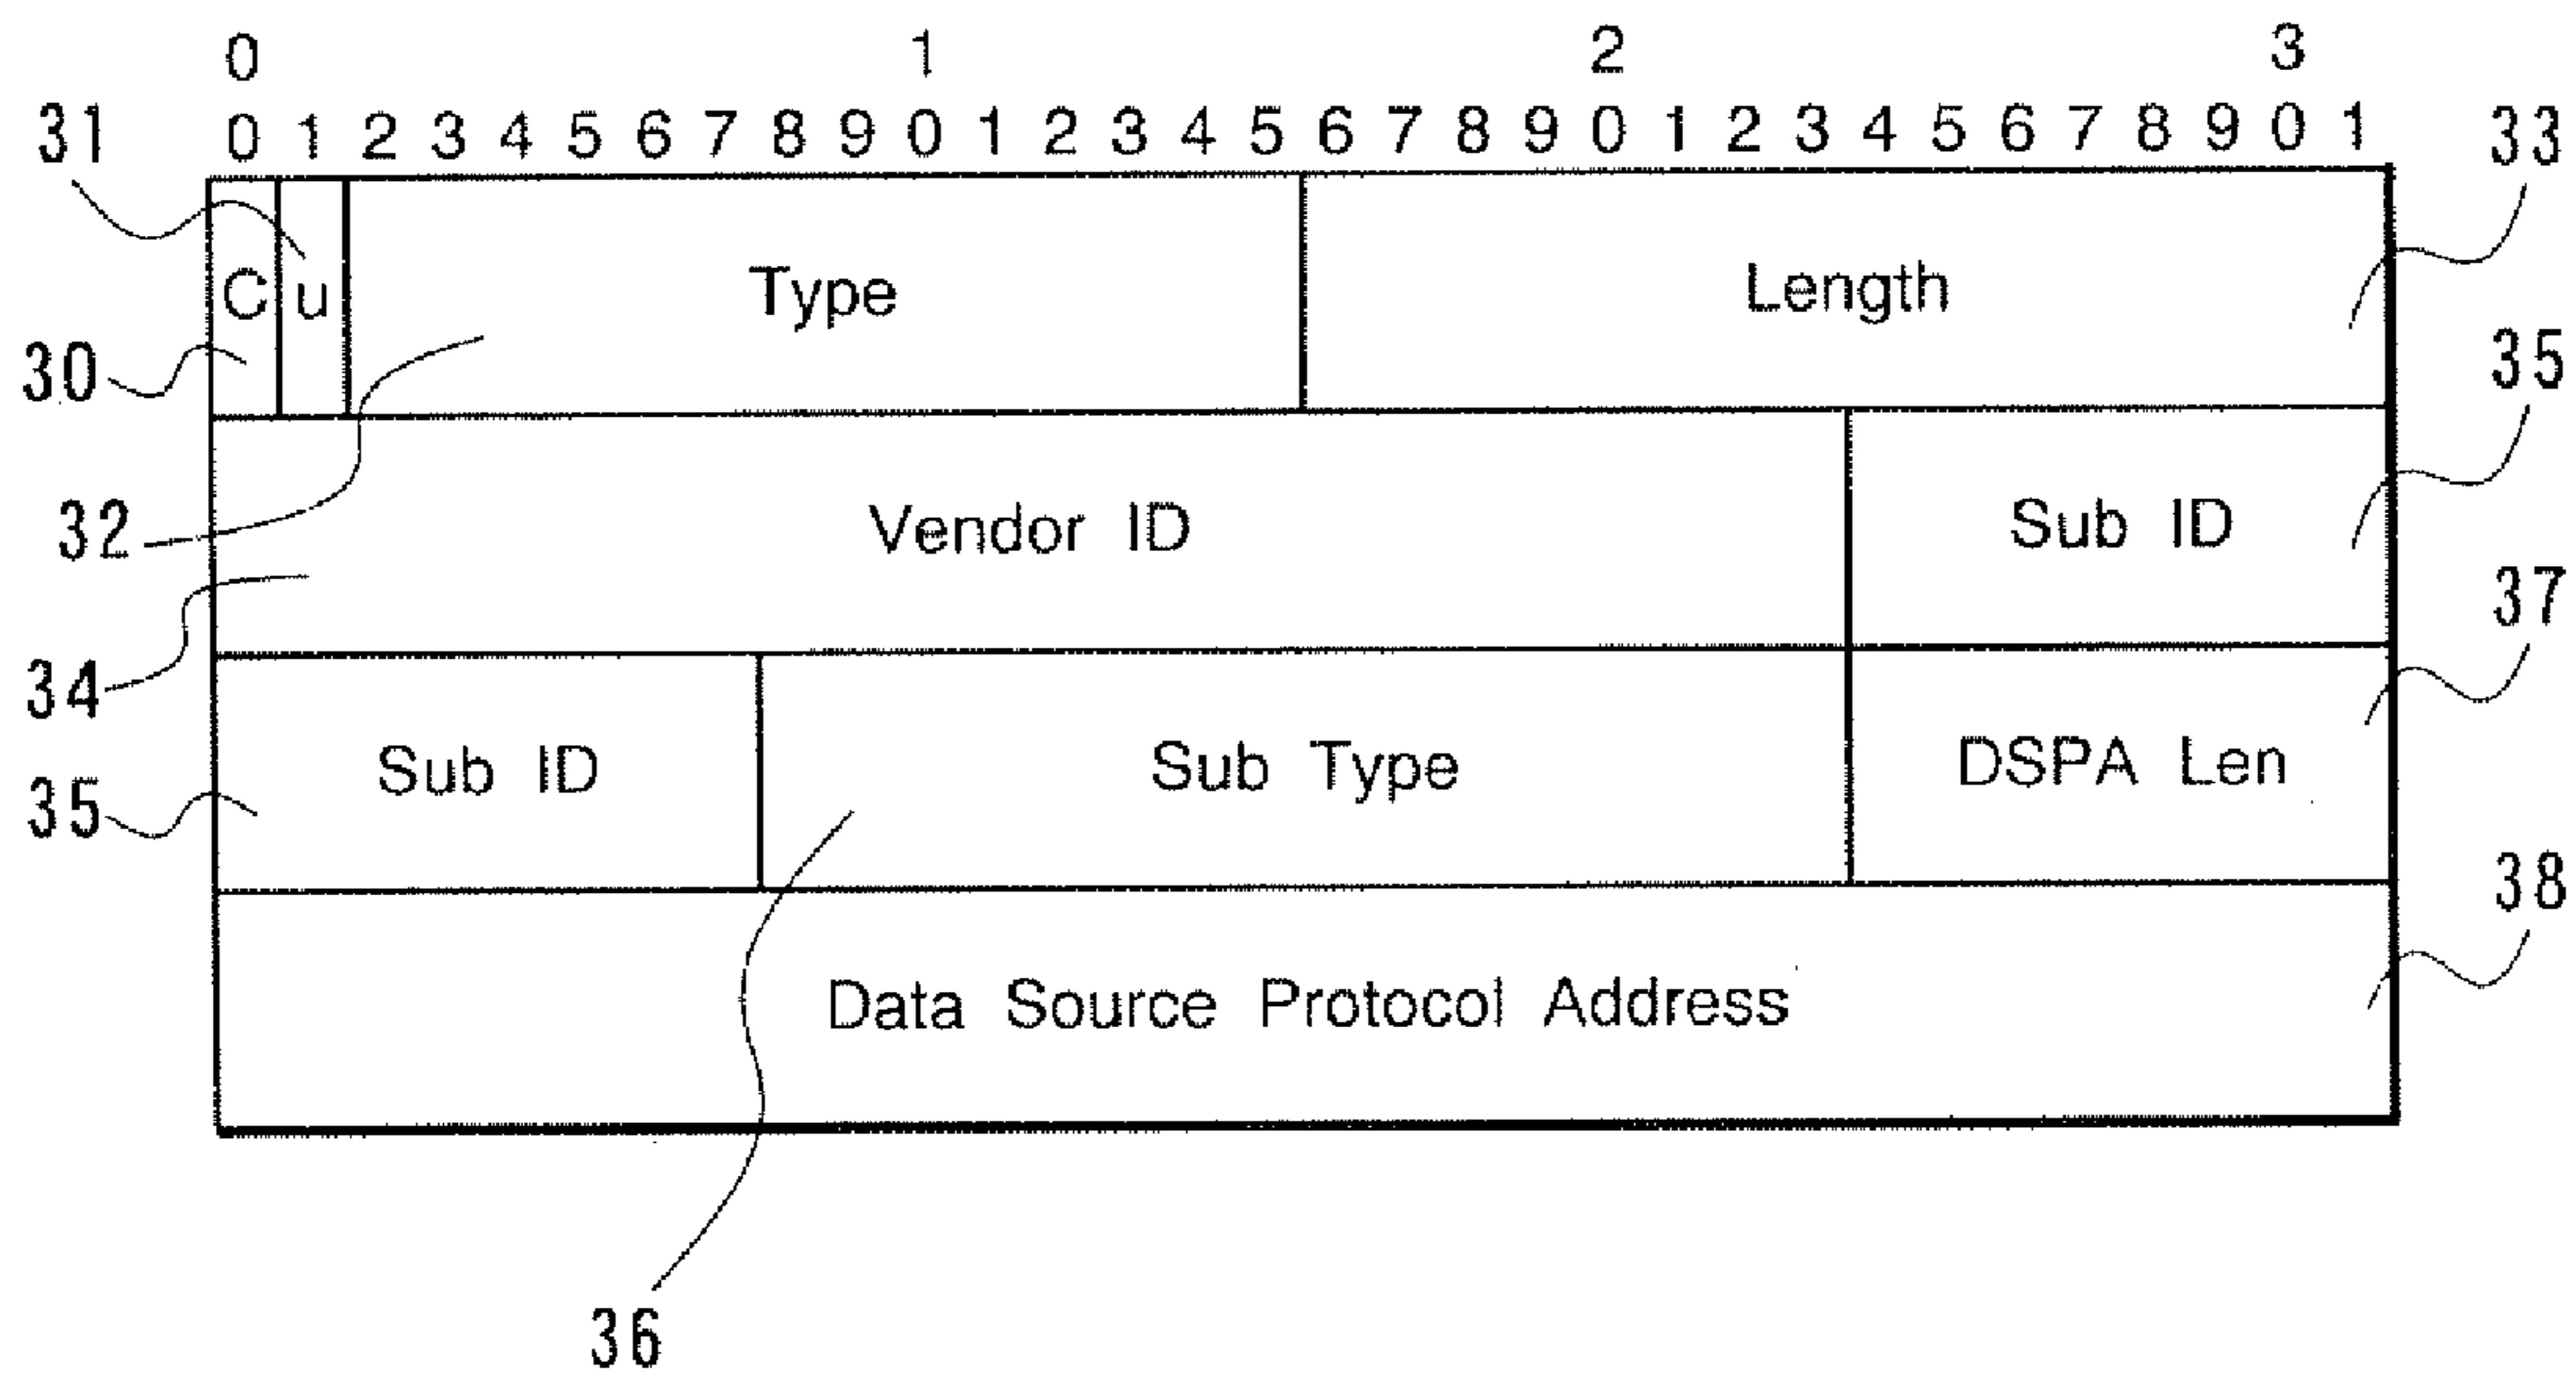 0 1 2 3
31 0 1 2 3 4 5 6 7 8 9 0 1 2 3 4 5 6 7 8 9 0 1 2 3 4 5 6 7 8 9 0 1 33
C u Type Length
30 35
32 Vendor ID Sub ID
34 37
35 Sub ID Sub Type DSPA Len
38
Data Source Protocol Address
36